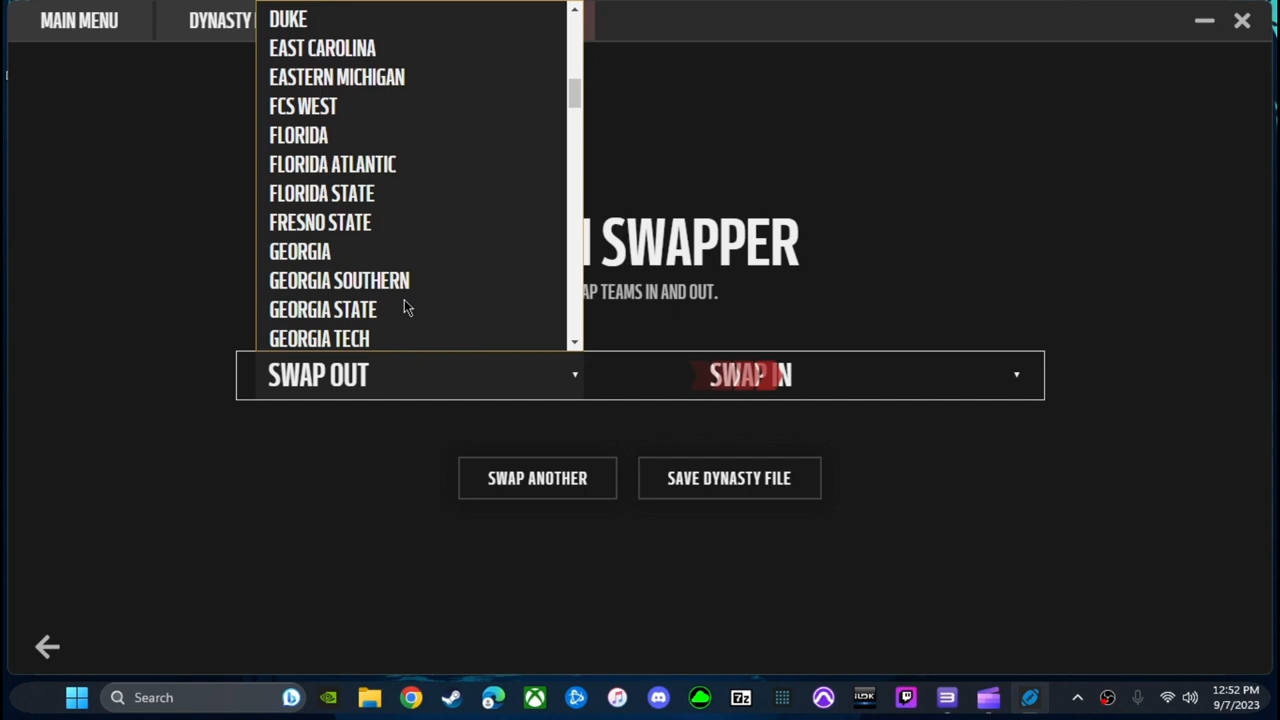 MAIN MENU
DYNASTY
DUKE
EAST CAROLINA
EASTERN MICHIGAN
FCS WEST
FLORIDA
FLORIDA ATLANTIC
FLORIDA STATE
FRESNO STATE
GEORGIA
GEORGIA SOUTHERN
GEORGIA STATE
GEORGIA TECH
SWAPPER
AP TEAMS IN AND OUT.
SWAP OUT
SWAP IN
SWAP ANOTHER
SAVE DYNASTY FILE
Search
7z
iLOK
12:52 PM
9/7/2023